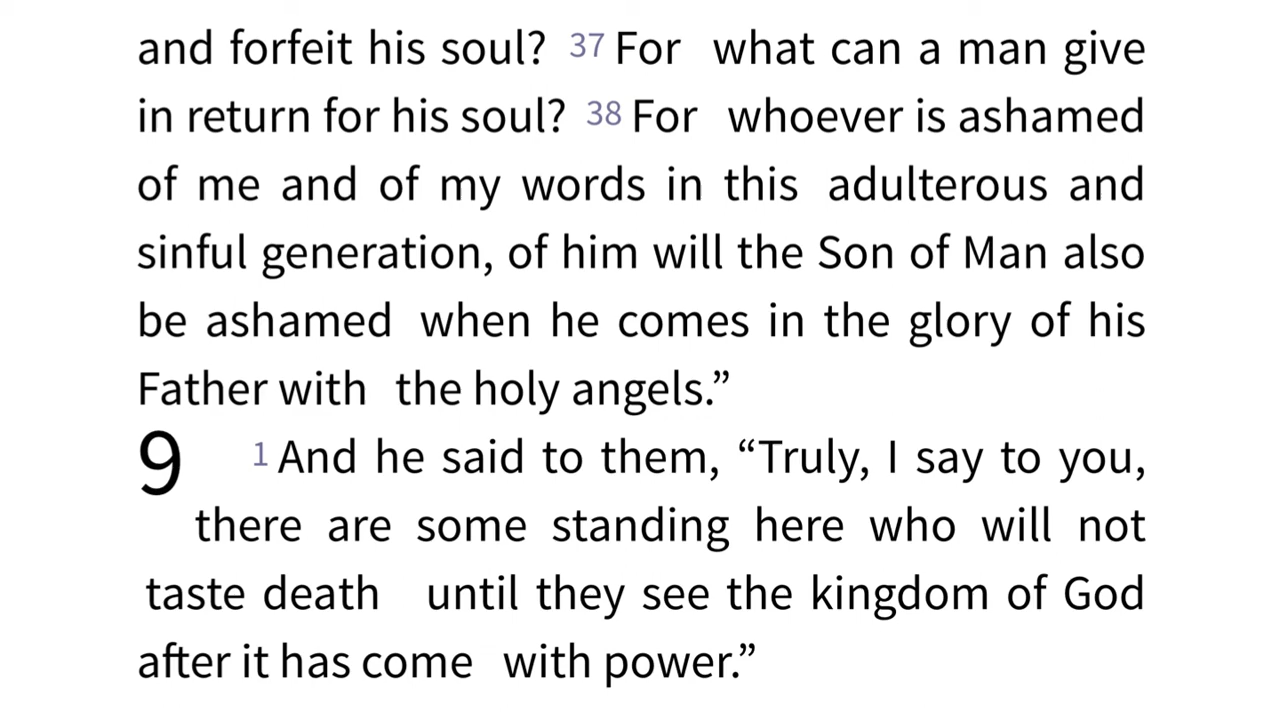 and forfeit his soul? 37 For what can a man give
in return for his soul? 38 For whoever is ashamed
of me and of my words in this adulterous and
sinful generation, of him will the Son of Man also
be ashamed when he comes in the glory of his
Father with the holy angels.”
9 1 And he said to them, “Truly, I say to you,
there are some standing here who will not
taste death until they see the kingdom of God
after it has come with power.”